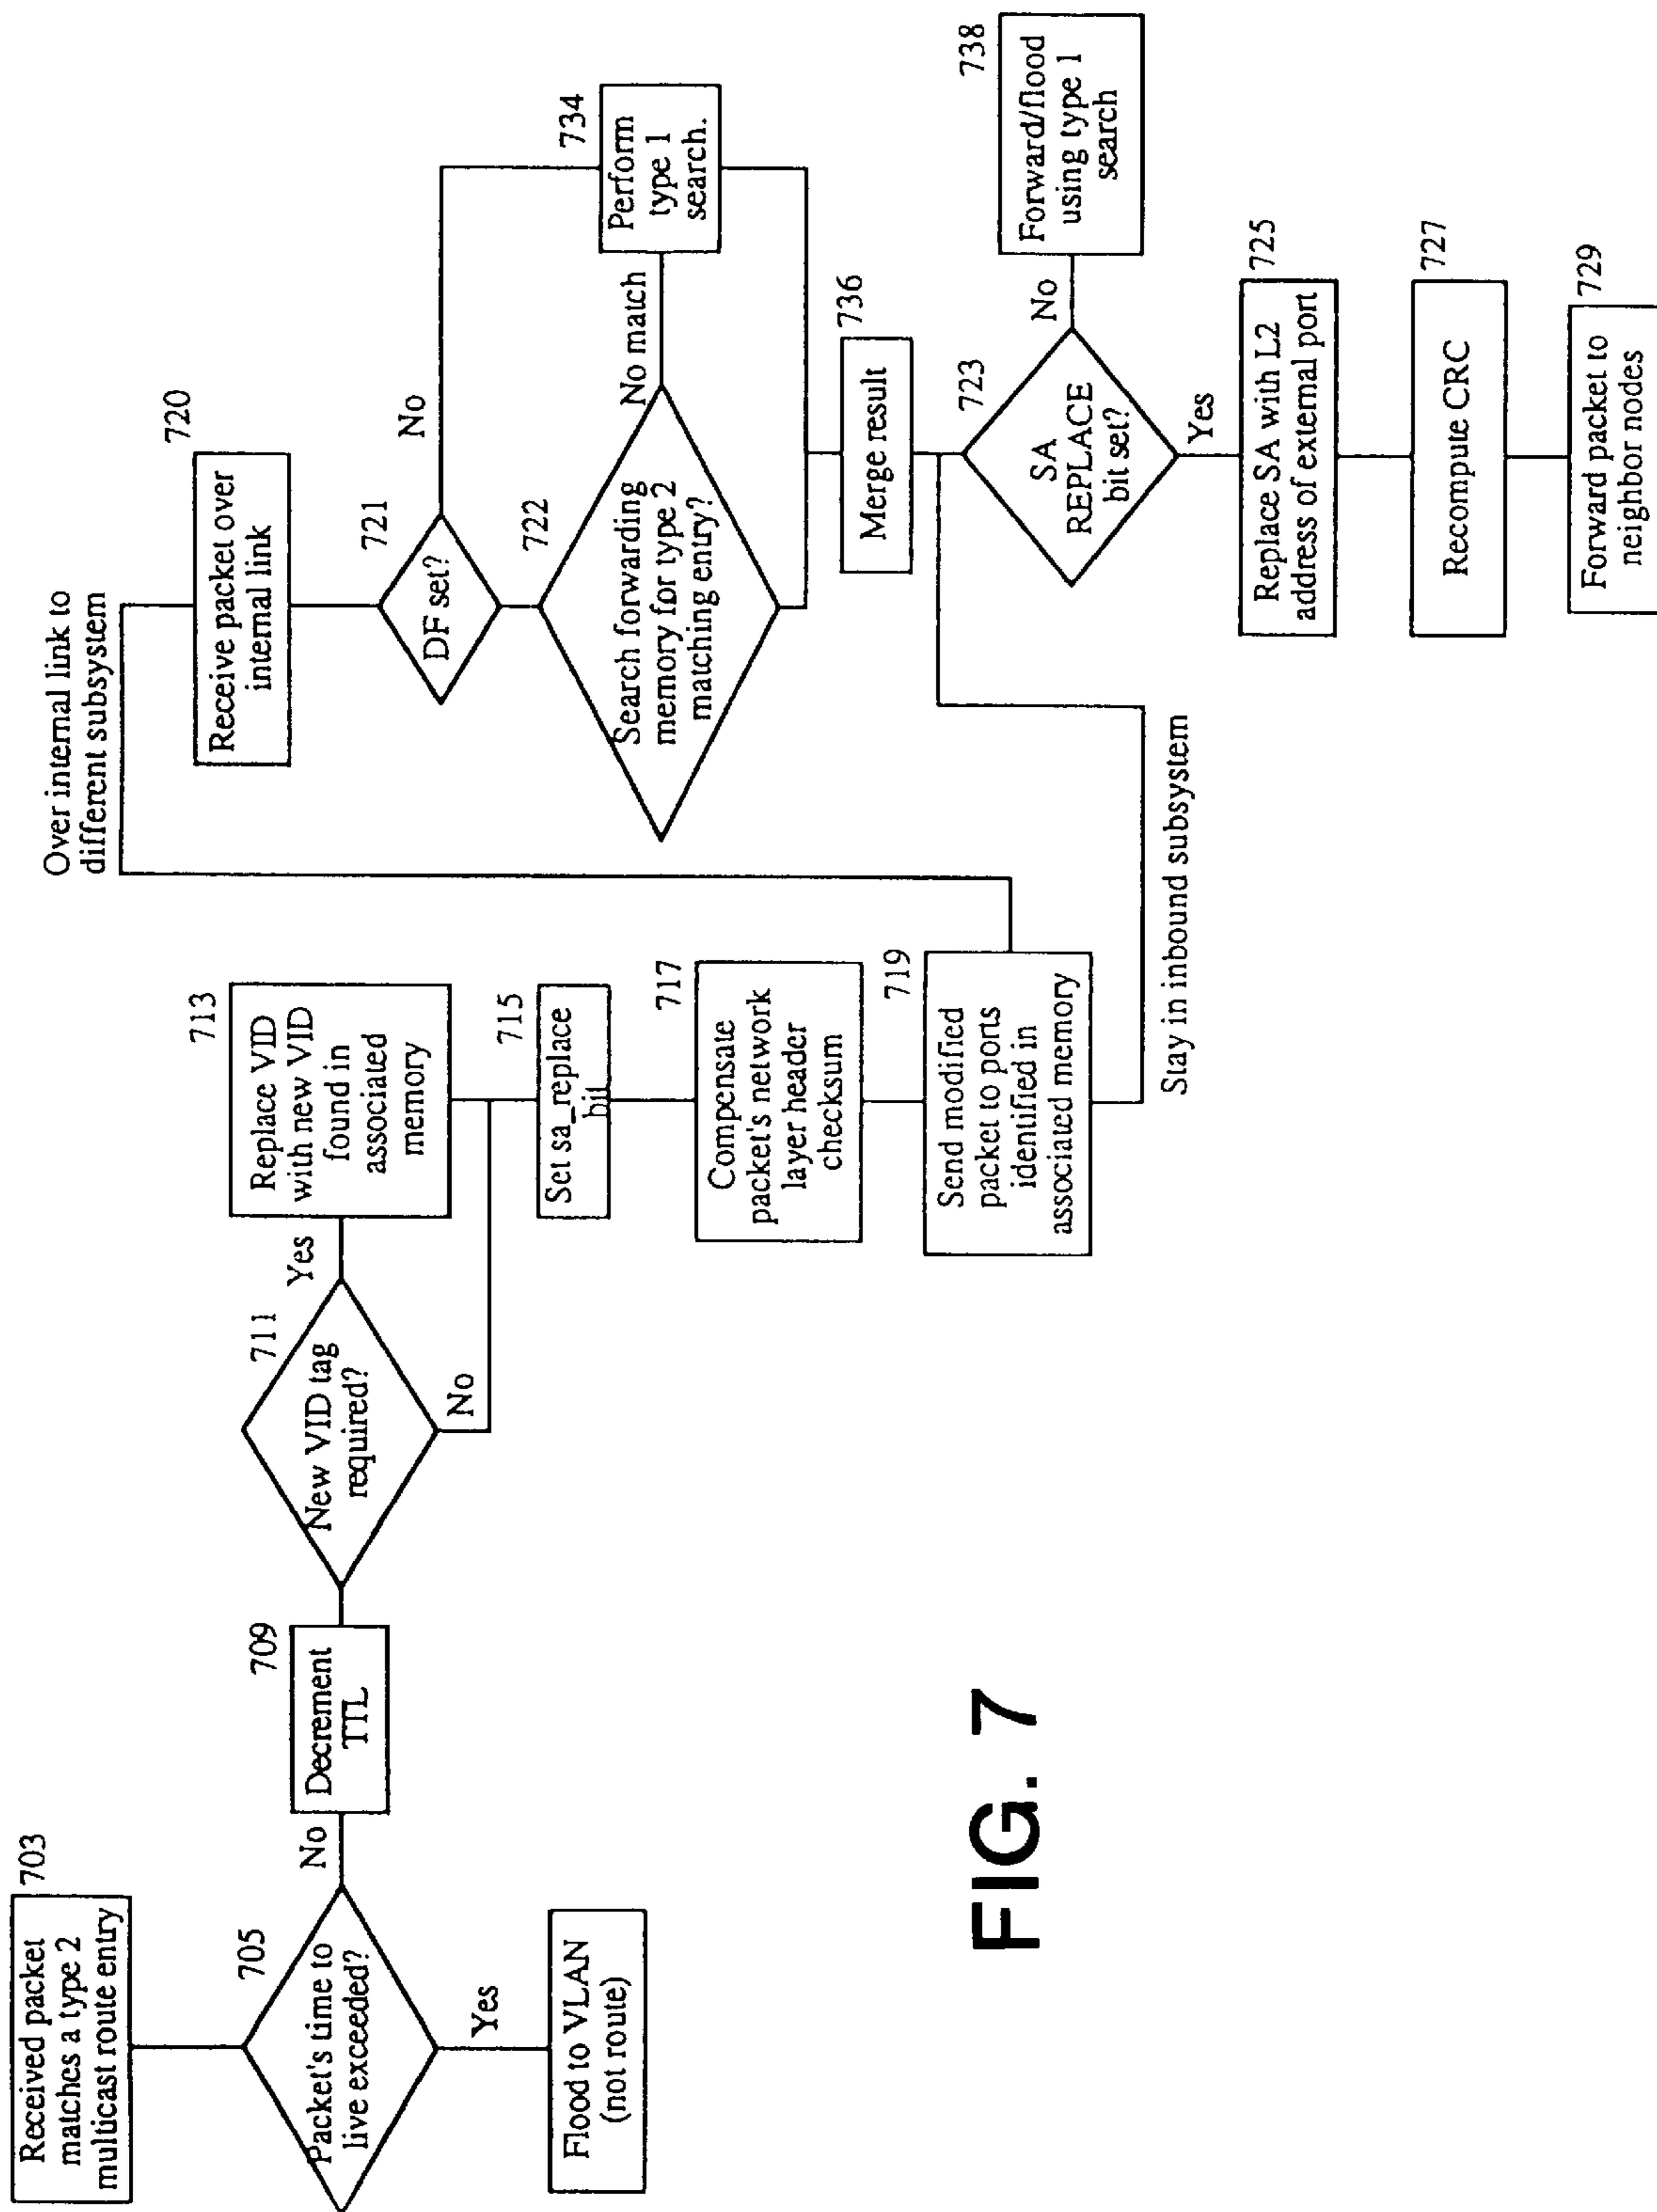 703
Received packet
matches a type 2
multicast route entry
705
Packet's time to
live exceeded?
Yes
Flood to VLAN
(not route)
No
709
Decrement
TTL
711
New VID tag
required?
Yes
No
713
Replace VID
with new VID
found in
associated
memory
715
Set sa_replace
bit
717
Compensate
packet's network
layer header
checksum
719
Send modified
packet to ports
identified in
associated memory
Stay in inbound subsystem
Over internal link to
different subsystem
720
Receive packet over
internal link
721
DF set?
No
722
Search forwarding
memory for type 2
matching entry?
No match
734
Perform
type 1
search.
736
Merge result
723
SA
REPLACE
bit set?
No
738
Forward/flood
using type 1
search
Yes
725
Replace SA with L2
address of external port
727
Recompute CRC
729
Forward packet to
neighbor nodes
FIG. 7